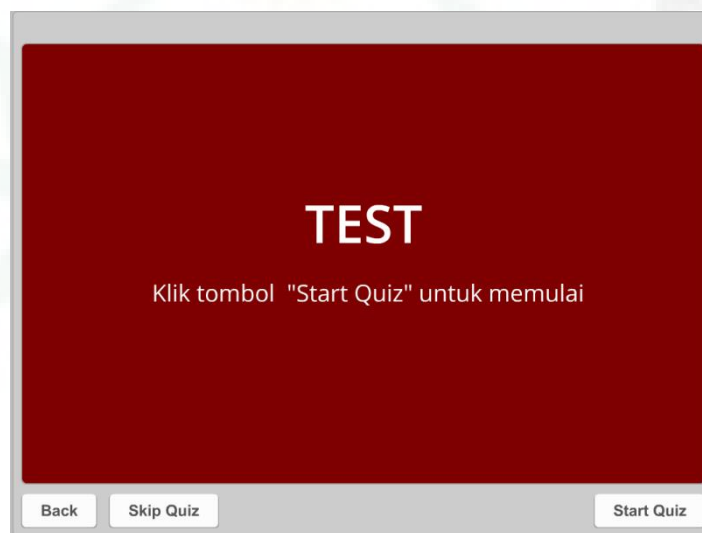 TEST
Klik tombol  "Start Quiz" untuk memulai
Back
Skip Quiz
Start Quiz